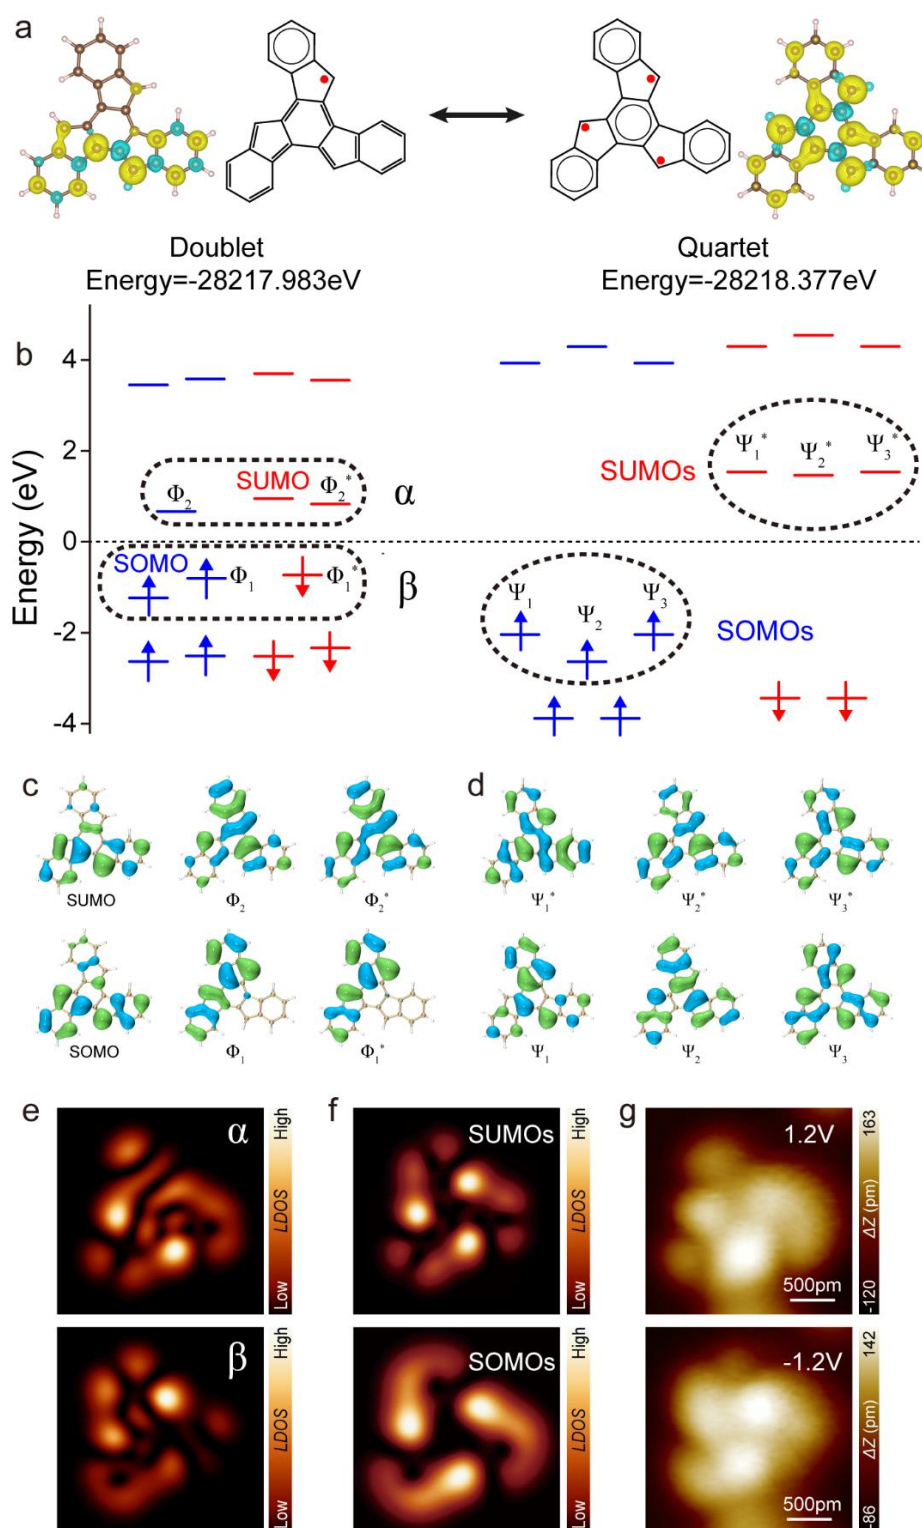 a
Doublet
Energy=-28217.983eV
Quartet
Energy=-28218.377eV
b
Energy (eV)
4
2
0
-2
-4
Φ₂
SUMO
Φ₂*
α
SOMO
Φ₁
Φ₁*
β
SUMOs
Ψ₁*
Ψ₂*
Ψ₃*
Ψ₁
Ψ₂
Ψ₃
SOMOs
c
SUMO
Φ₂
Φ₂*
SOMO
Φ₁
Φ₁*
d
Ψ₁*
Ψ₂*
Ψ₃*
Ψ₁
Ψ₂
Ψ₃
e
α
High
LDOS
Low
β
High
LDOS
Low
f
SUMOs
High
LDOS
Low
SOMOs
High
LDOS
Low
g
1.2V
500pm
163
ΔZ (pm)
-120
-1.2V
500pm
142
ΔZ (pm)
-86